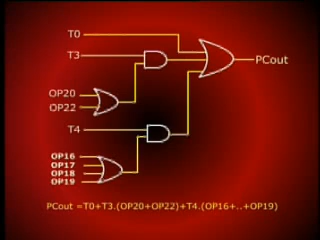 T0
T3
PCout
OP20
OP22
T4
OP16
OP17
OP18
OP19
PCout =T0+T3.(OP20+OP22)+T4.(OP16+..+OP19)